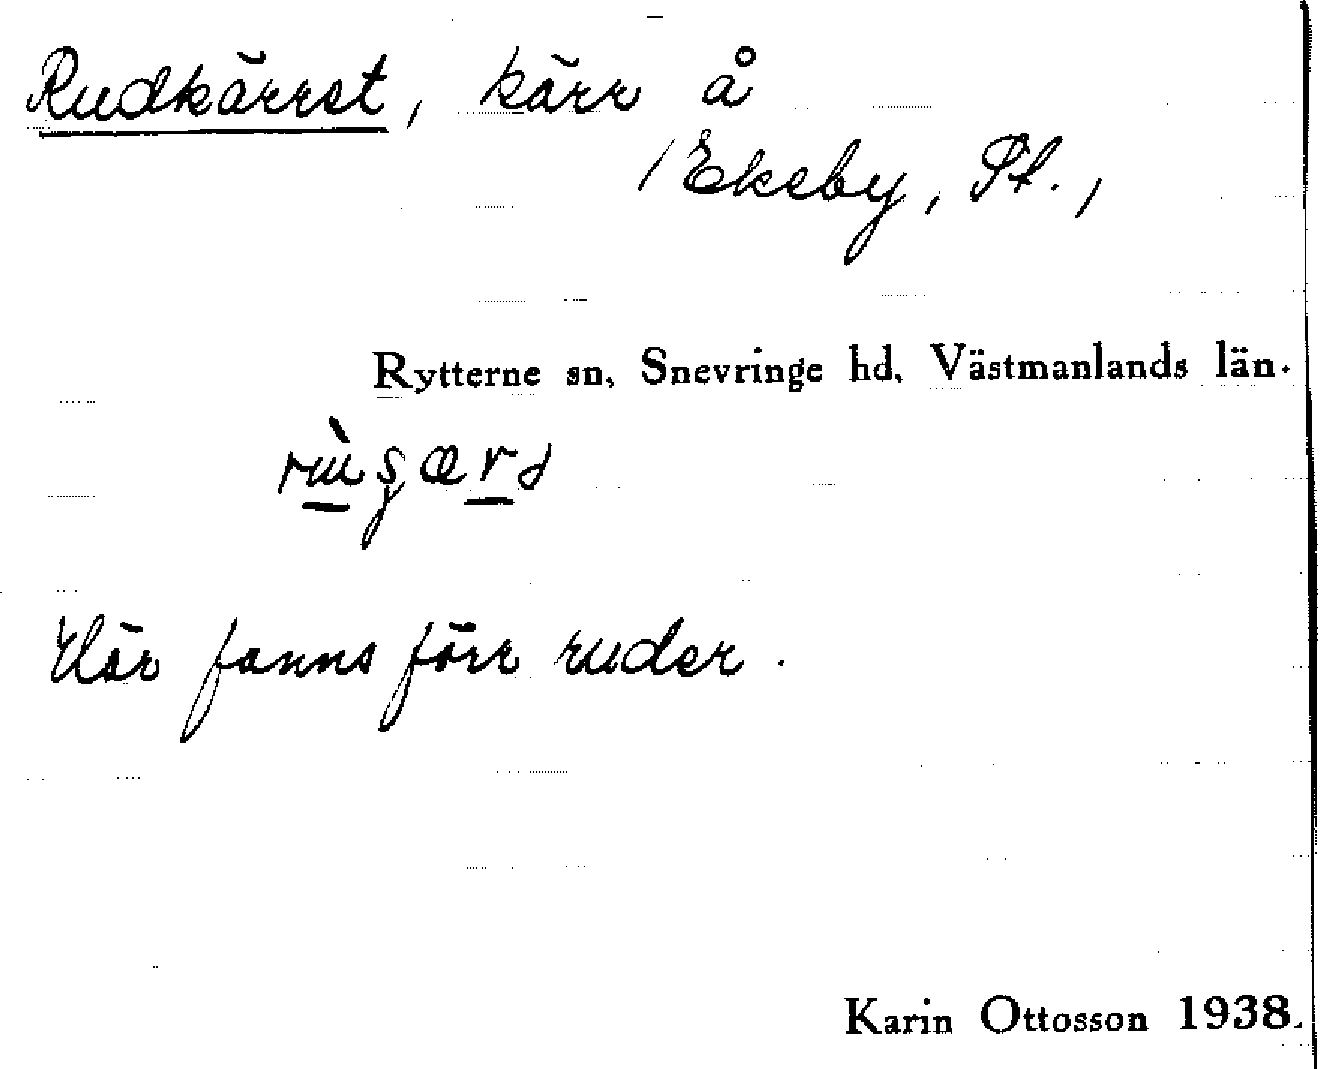 Rudkärret, kärr å
/ Ekeby, St.,
Rytterne sn, Snevringe hd, Västmanlands län.
Här fanns förr ruder.
Karin Ottosson 1938.